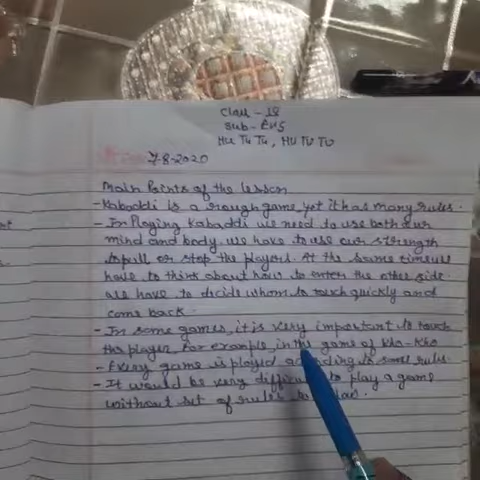 Class - 
Sub - Eng
Hu Tu Tu, Hu Tu Tu
7-8-2020
Main Points of the lesson
- Kabaddi is a rough game, yet it has many rules.
- In Playing Kabaddi we need to use both our
mind and body. we have to use our strength
to pull or stop the players. At the same time we
have to think about how to enter the other side.
we have to decide whom to touch quickly and
come back.
- In some games, it is very important to touch
the player. For example, in the game of kho-kho
- Every game is played according to some rules.
- It would be very difficult to play a game
without set of rules